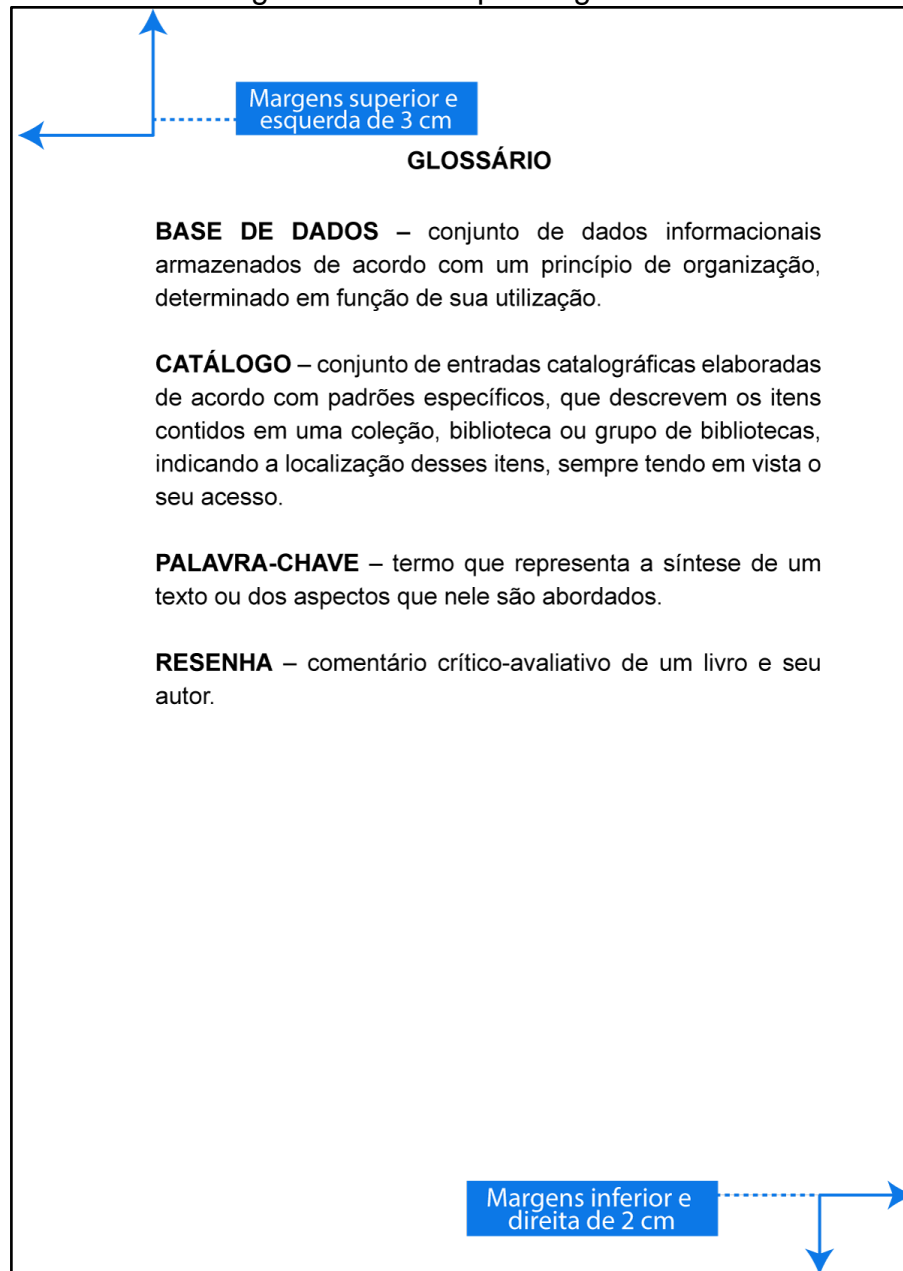 Margens superior e
esquerda de 3 cm
GLOSSÁRIO
BASE DE DADOS – conjunto de dados informacionais
armazenados de acordo com um princípio de organização,
determinado em função de sua utilização.
CATÁLOGO – conjunto de entradas catalográficas elaboradas
de acordo com padrões específicos, que descrevem os itens
contidos em uma coleção, biblioteca ou grupo de bibliotecas,
indicando a localização desses itens, sempre tendo em vista o
seu acesso.
PALAVRA-CHAVE – termo que representa a síntese de um
texto ou dos aspectos que nele são abordados.
RESENHA – comentário crítico-avaliativo de um livro e seu
autor.
Margens inferior e
direita de 2 cm